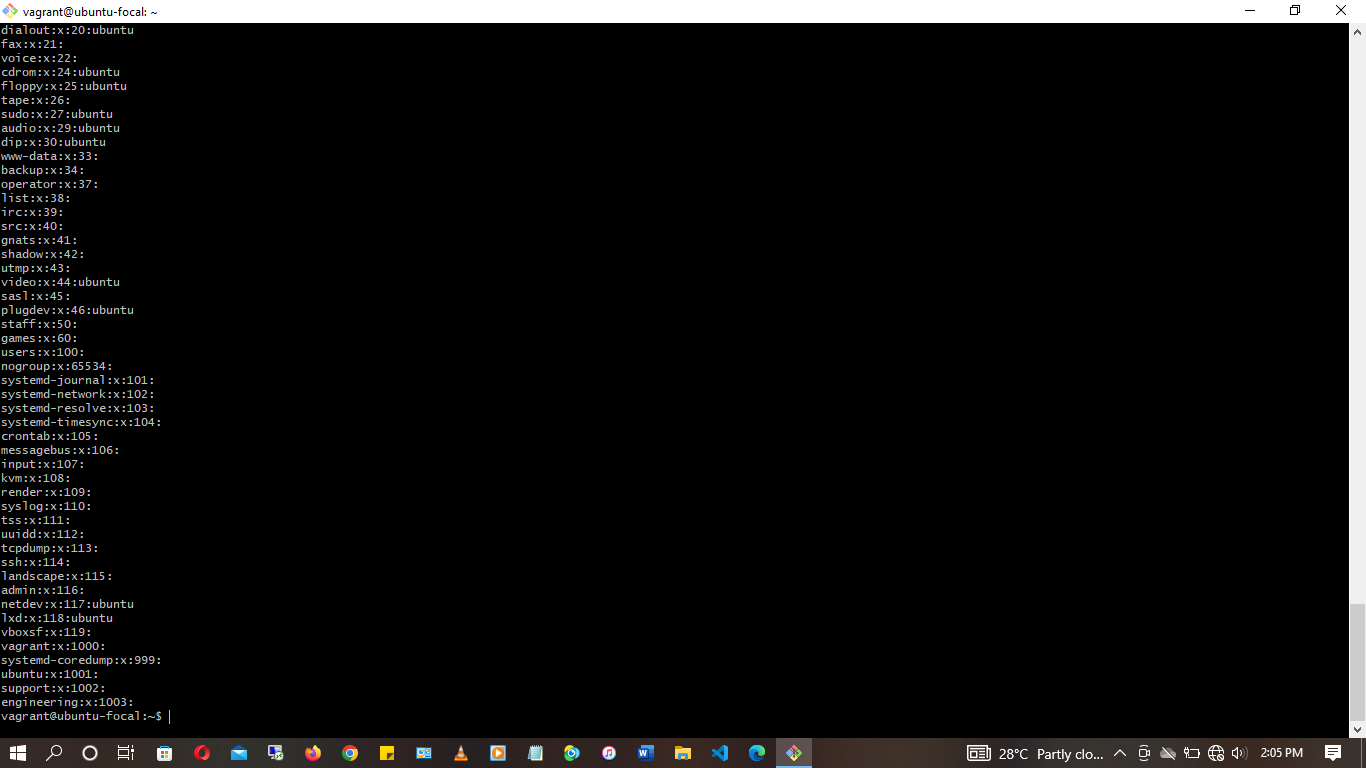 vagrant@ubuntu-focal: ~
dialout:x:20:ubuntu
fax:x:21:
voice:x:22:
cdrom:x:24:ubuntu
floppy:x:25:ubuntu
tape:x:26:
sudo:x:27:ubuntu
audio:x:29:ubuntu
dip:x:30:ubuntu
www-data:x:33:
backup:x:34:
operator:x:37:
list:x:38:
irc:x:39:
src:x:40:
gnats:x:41:
shadow:x:42:
utmp:x:43:
video:x:44:ubuntu
sasl:x:45:
plugdev:x:46:ubuntu
staff:x:50:
games:x:60:
users:x:100:
nogroup:x:65534:
systemd-journal:x:101:
systemd-network:x:102:
systemd-resolve:x:103:
systemd-timesync:x:104:
crontab:x:105:
messagebus:x:106:
input:x:107:
kvm:x:108:
render:x:109:
syslog:x:110:
tss:x:111:
uuidd:x:112:
tcpdump:x:113:
ssh:x:114:
landscape:x:115:
admin:x:116:
netdev:x:117:ubuntu
lxd:x:118:ubuntu
vboxsf:x:119:
vagrant:x:1000:
systemd-coredump:x:999:
ubuntu:x:1001:
support:x:1002:
engineering:x:1003:
vagrant@ubuntu-focal:~$
28°C Partly clo... 2:05 PM